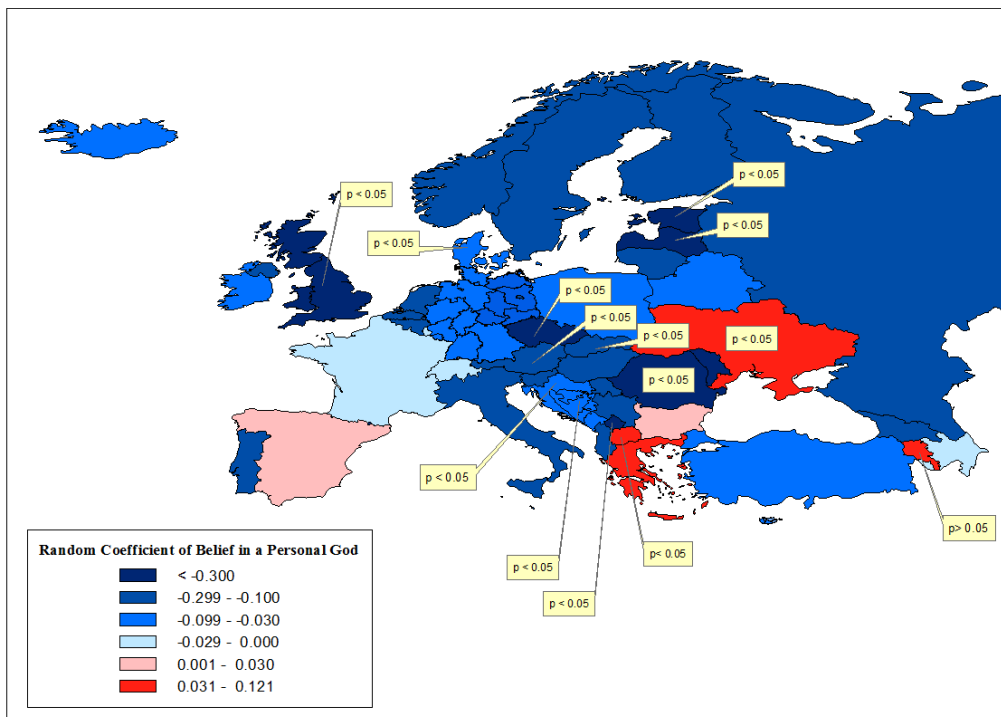 p < 0.05
p < 0.05
p < 0.05
p < 0.05
p < 0.05
p < 0.05
p < 0.05
p < 0.05
p < 0.05
p < 0.05
p > 0.05
p< 0.05
p < 0.05
p < 0.05
Random Coefficient of Belief in a Personal God
< -0.300
-0.299 - -0.100
-0.099 - -0.030
-0.029 - 0.000
0.001 - 0.030
0.031 - 0.121